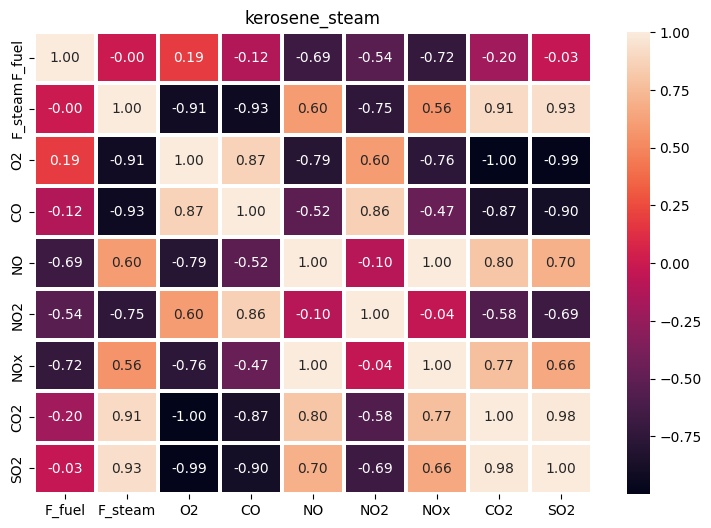 kerosene_steam
F_fuel 1.00 -0.00 0.19 -0.12 -0.69 -0.54 -0.72 -0.20 -0.03
F_steam -0.00 1.00 -0.91 -0.93 0.60 -0.75 0.56 0.91 0.93
O2 0.19 -0.91 1.00 0.87 -0.79 0.60 -0.76 -1.00 -0.99
CO -0.12 -0.93 0.87 1.00 -0.52 0.86 -0.47 -0.87 -0.90
NO -0.69 0.60 -0.79 -0.52 1.00 -0.10 1.00 0.80 0.70
NO2 -0.54 -0.75 0.60 0.86 -0.10 1.00 -0.04 -0.58 -0.69
NOx -0.72 0.56 -0.76 -0.47 1.00 -0.04 1.00 0.77 0.66
CO2 -0.20 0.91 -1.00 -0.87 0.80 -0.58 0.77 1.00 0.98
SO2 -0.03 0.93 -0.99 -0.90 0.70 -0.69 0.66 0.98 1.00
F_fuel F_steam O2 CO NO NO2 NOx CO2 SO2
1.00
0.75
0.50
0.25
0.00
−0.25
−0.50
−0.75